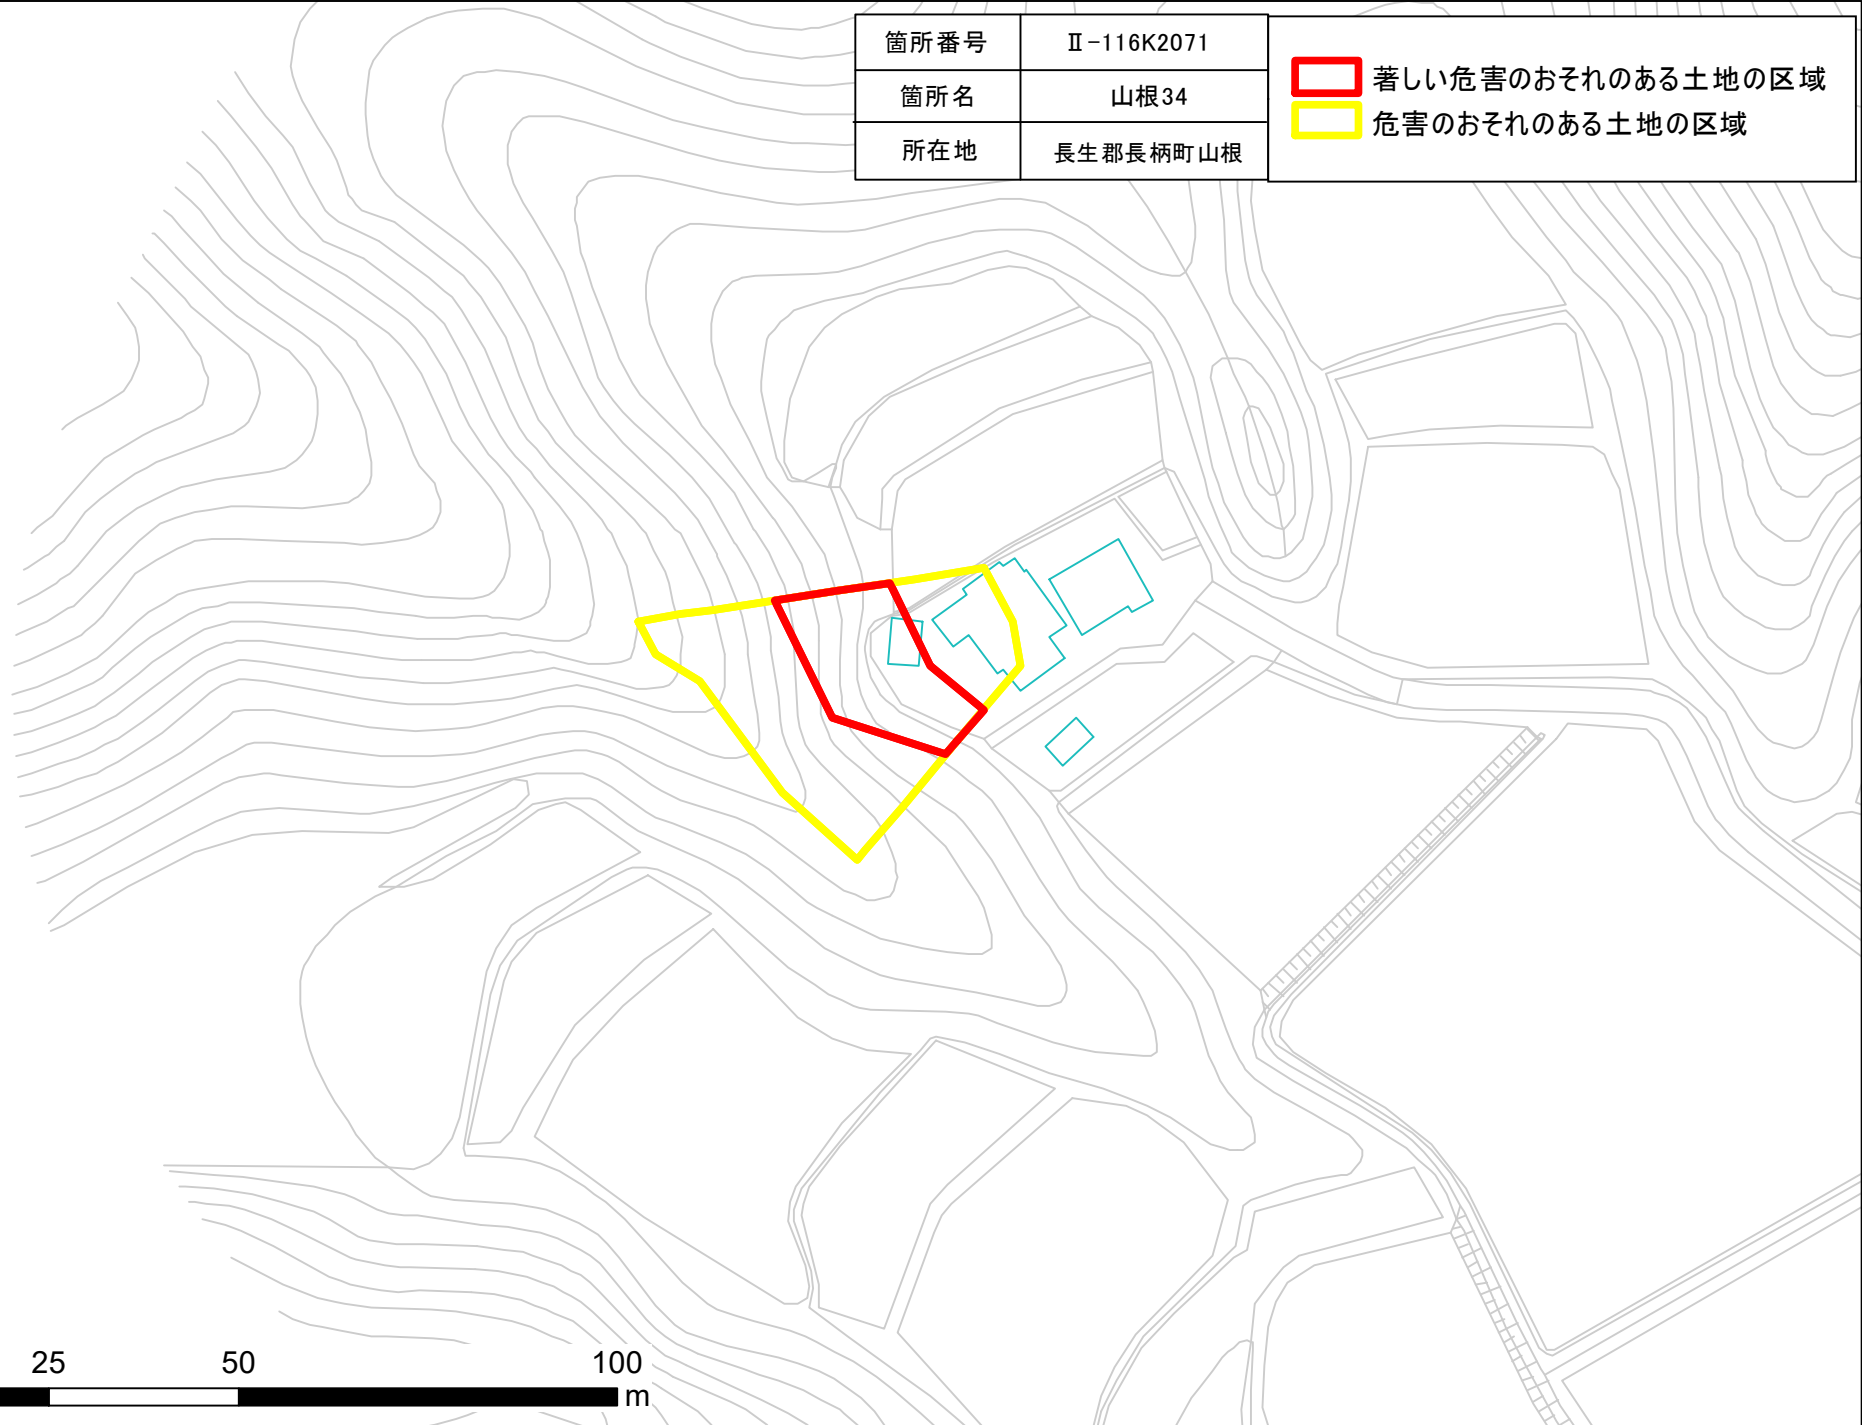 箇所番号 Ⅱ-116K2071
箇所名 山根34
所在地 長生郡長柄町山根
著しい危害のおそれのある土地の区域
危害のおそれのある土地の区域
25 50 100
m